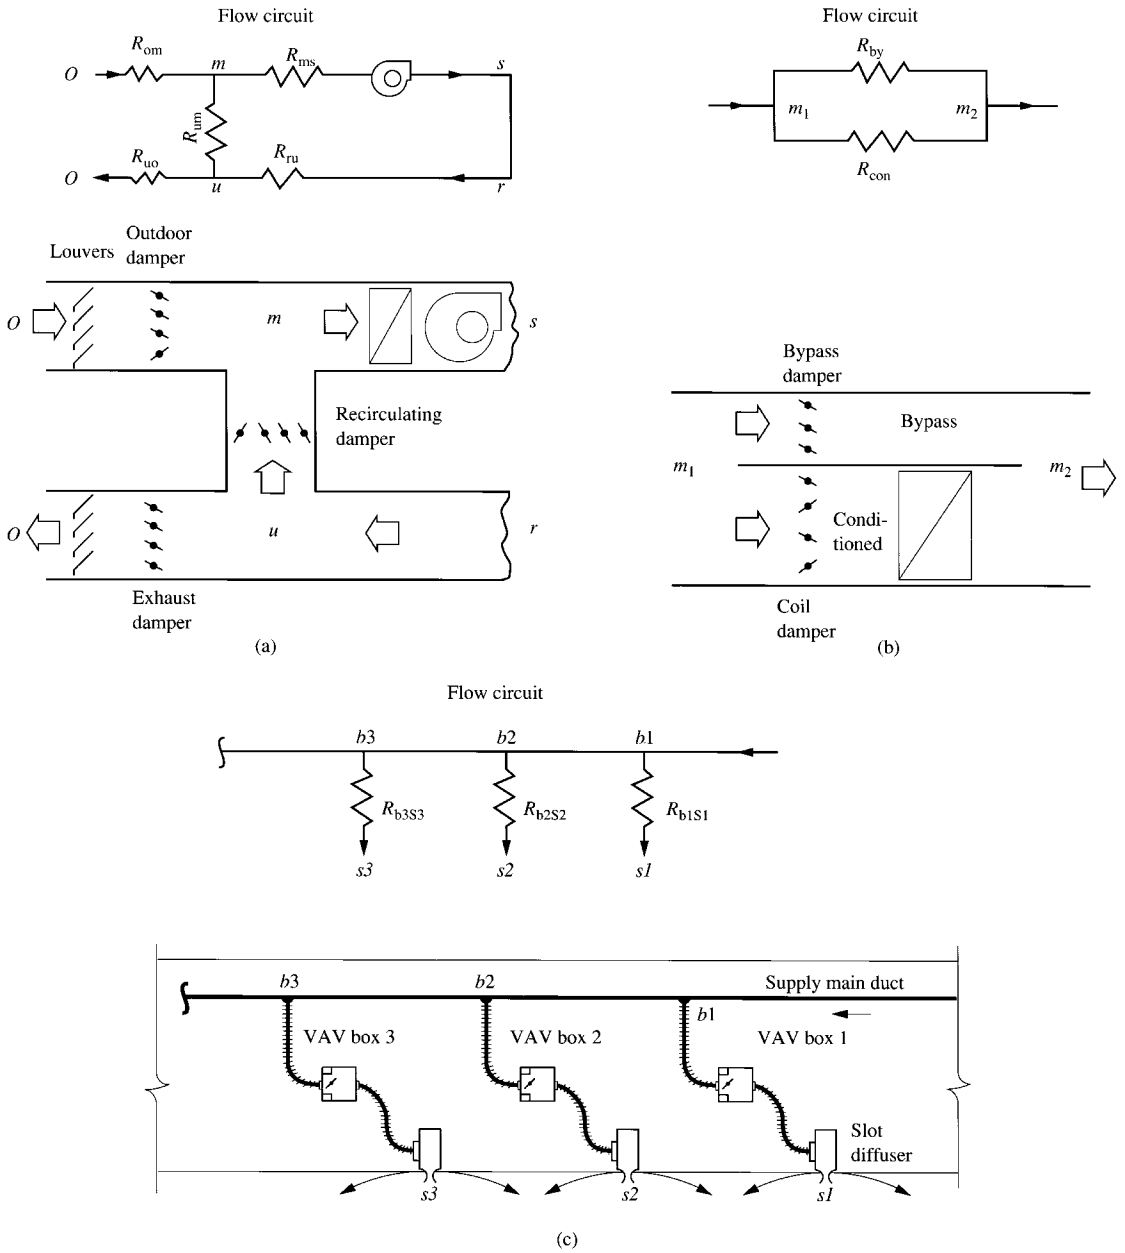 Flow circuit
O
R_om
m
R_ms
s
R_um
O
R_uo
u
R_ru
r
Louvers
Outdoor
damper
O
m
s
Recirculating
damper
O
u
r
Exhaust
damper
(a)
Flow circuit
R_by
m_1
m_2
R_con
Bypass
damper
Bypass
m_1
m_2
Condi-
tioned
Coil
damper
(b)
Flow circuit
b3
b2
b1
R_b3S3
R_b2S2
R_b1S1
s3
s2
s1
b3
b2
Supply main duct
b1
VAV box 3
VAV box 2
VAV box 1
Slot
diffuser
s3
s2
s1
(c)